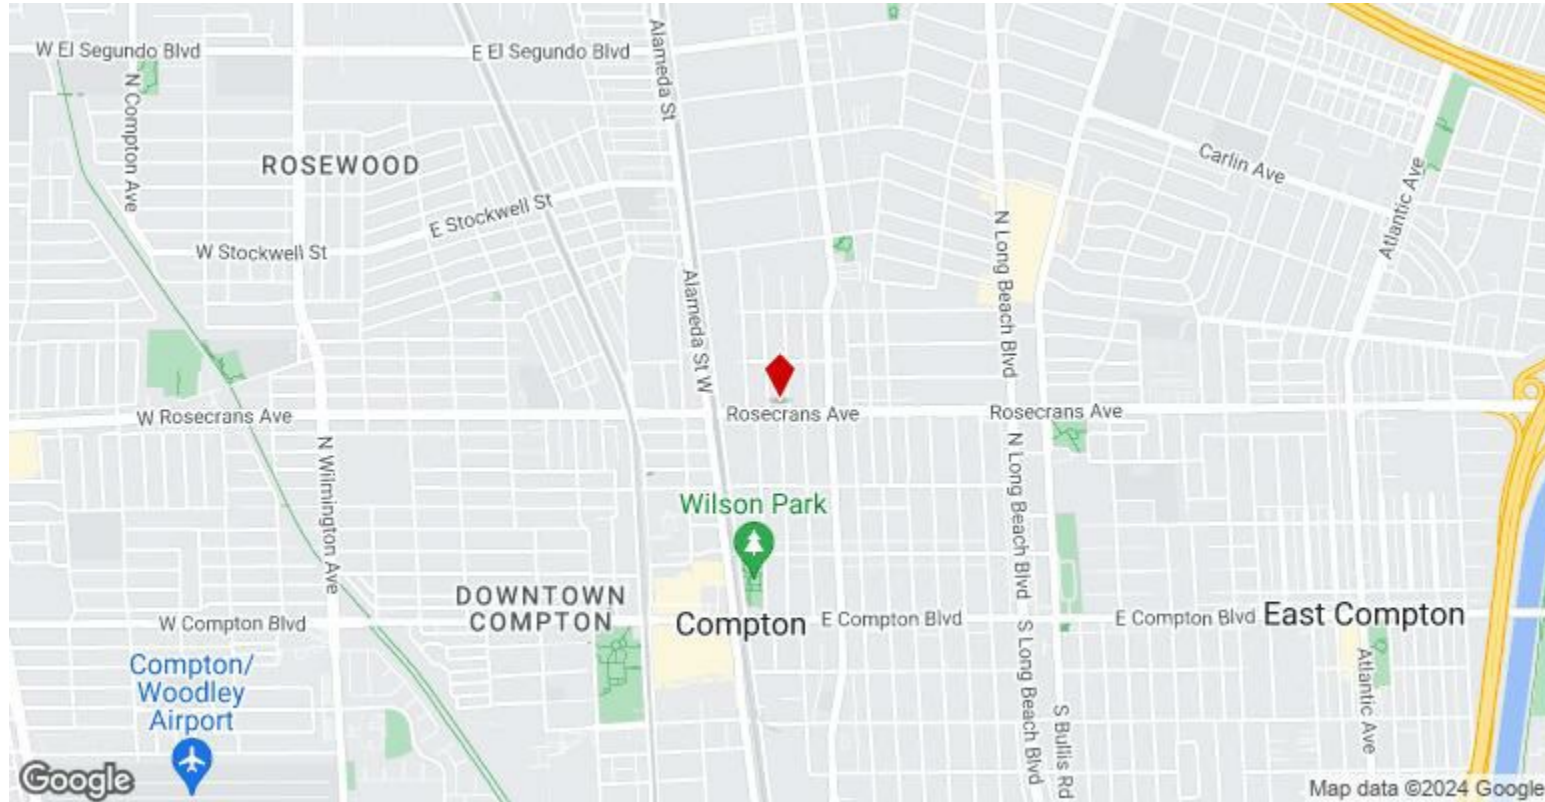 W El Segundo Blvd
E El Segundo Blvd
Alameda St
N Compton Ave
ROSEWOOD
Carlin Ave
Atlantic Ave
E Stockwell St
W Stockwell St
N Long Beach Blvd
Alameda St W
W Rosecrans Ave
Rosecrans Ave
Rosecrans Ave
N Wilmington Ave
N Long Beach Blvd
Wilson Park
DOWNTOWN
COMPTON
W Compton Blvd
Compton
E Compton Blvd
E Compton Blvd
East Compton
S Long Beach Blvd
Compton/
Woodley
Airport
Atlantic Ave
S Bullis Rd
Google
Map data ©2024 Google